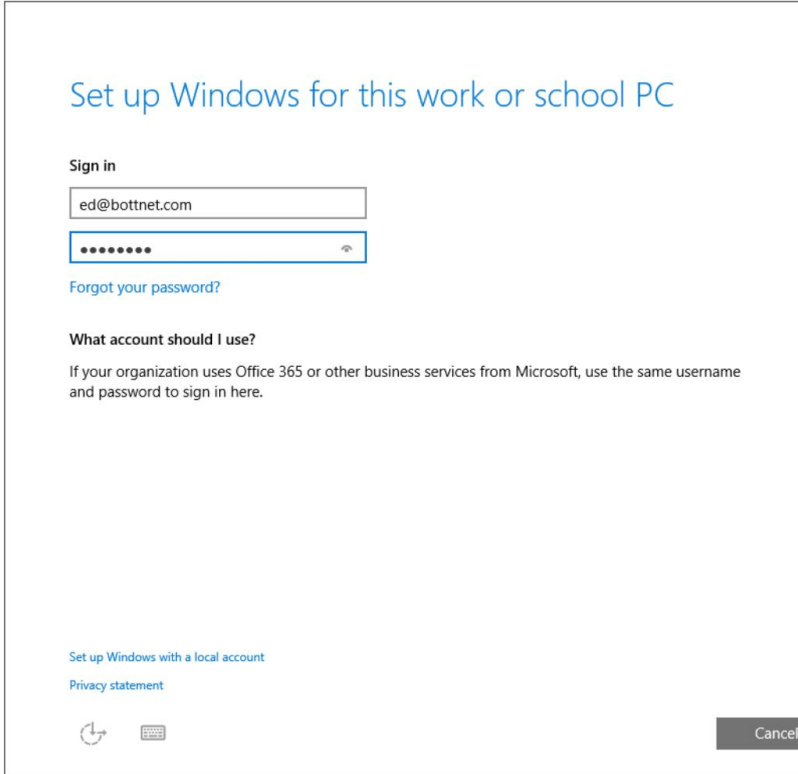 Set up Windows for this work or school PC
Sign in
ed@bottnet.com
••••••••
Forgot your password?
What account should I use?
If your organization uses Office 365 or other business services from Microsoft, use the same username
and password to sign in here.
Set up Windows with a local account
Privacy statement
Cancel